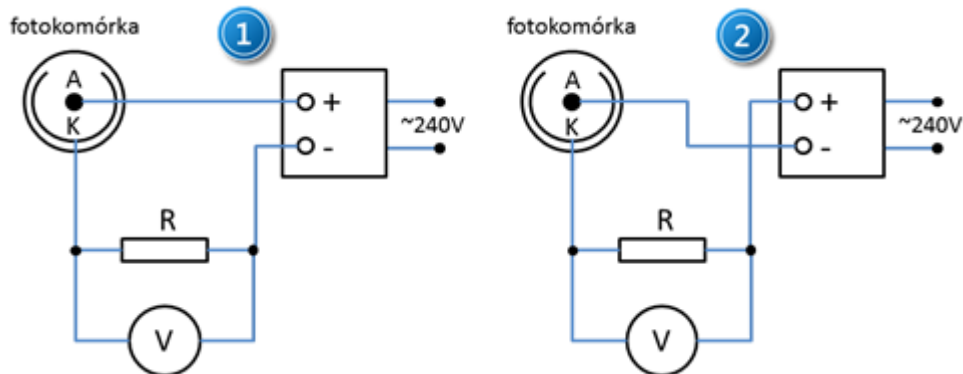 fotokomórka
1
A
K
+
-
~240V
R
V
fotokomórka
2
A
K
+
-
~240V
R
V